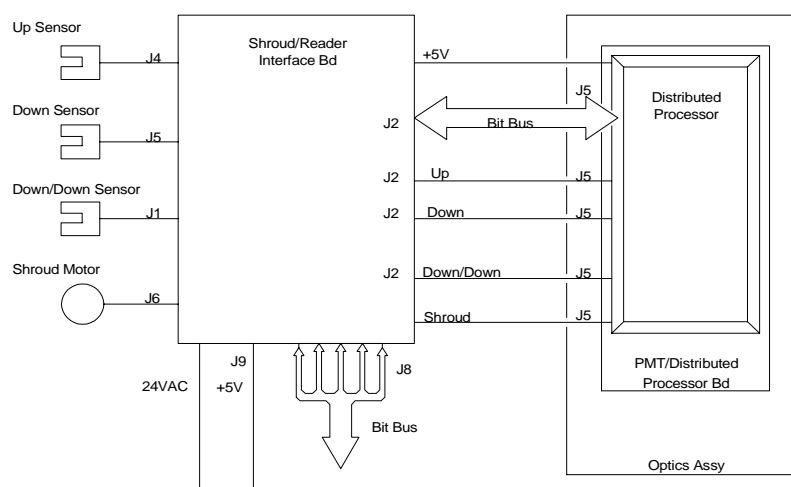 Up Sensor
J4
Down Sensor
J5
Down/Down Sensor
J1
Shroud Motor
J6
Shroud/Reader
Interface Bd
+5V
J5
J2
Bit Bus
J2
Up
J5
J2
Down
J5
J2
Down/Down
J5
Shroud
J5
Distributed
Processor
PMT/Distributed
Processor Bd
Optics Assy
J9
24VAC
+5V
J8
Bit Bus